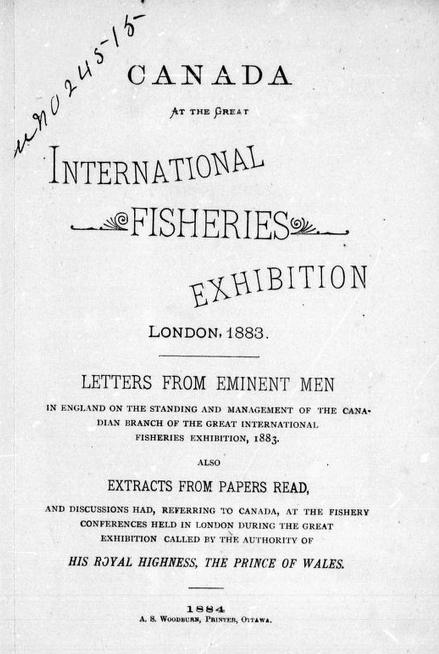 CANADA
AT THE GREAT
INTERNATIONAL
FISHERIES
EXHIBITION
LONDON, 1883.
LETTERS FROM EMINENT MEN
IN ENGLAND ON THE STANDING AND MANAGEMENT OF THE CANA-
DIAN BRANCH OF THE GREAT INTERNATIONAL
FISHERIES EXHIBITION, 1883.
ALSO
EXTRACTS FROM PAPERS READ,
AND DISCUSSIONS HAD, REFERRING TO CANADA, AT THE FISHERY
CONFERENCES HELD IN LONDON DURING THE GREAT
EXHIBITION CALLED BY THE AUTHORITY OF
HIS ROYAL HIGHNESS, THE PRINCE OF WALES.
1884
A. S. WOODBURN, PRINTER, OTTAWA.